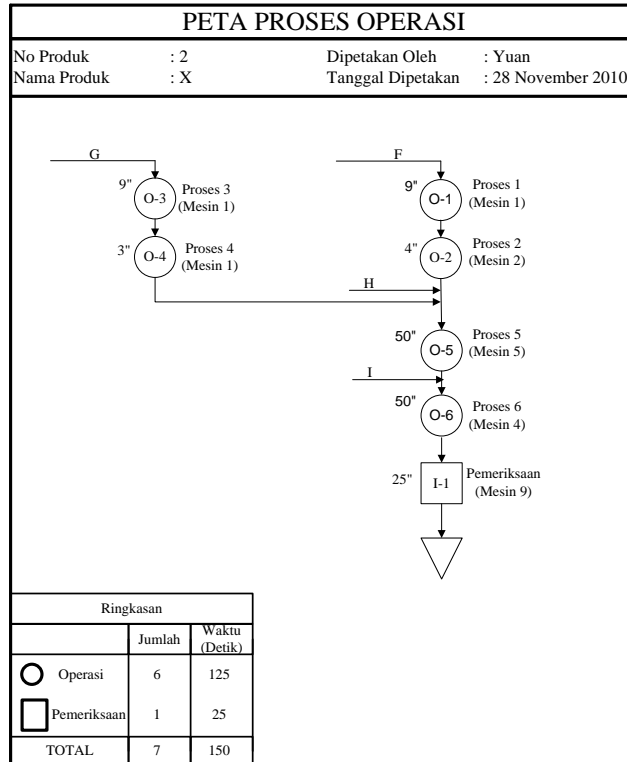 PETA PROSES OPERASI
No Produk : 2 Dipetakan Oleh : Yuan
Nama Produk : X Tanggal Dipetakan : 28 November 2010
G F
9" O-3 Proses 3 9" O-1 Proses 1
(Mesin 1) (Mesin 1)
3" O-4 Proses 4 4" O-2 Proses 2
(Mesin 1) (Mesin 2)
H
50" O-5 Proses 5
(Mesin 5)
I
50" O-6 Proses 6
(Mesin 4)
25" I-1 Pemeriksaan
(Mesin 9)
Ringkasan
Jumlah Waktu
(Detik)
Operasi 6 125
Pemeriksaan 1 25
TOTAL 7 150